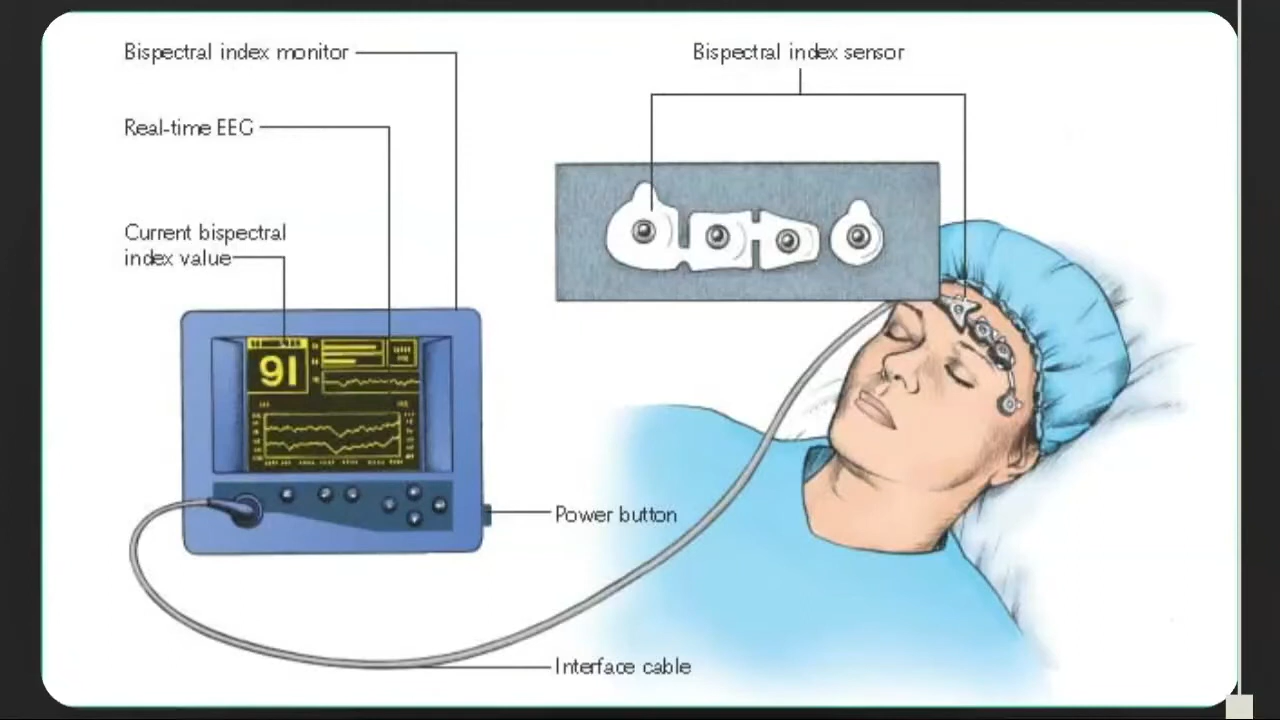 Bispectral index monitor
Bispectral index sensor
Real-time EEG
Current bispectral
index value
91
Power button
Interface cable